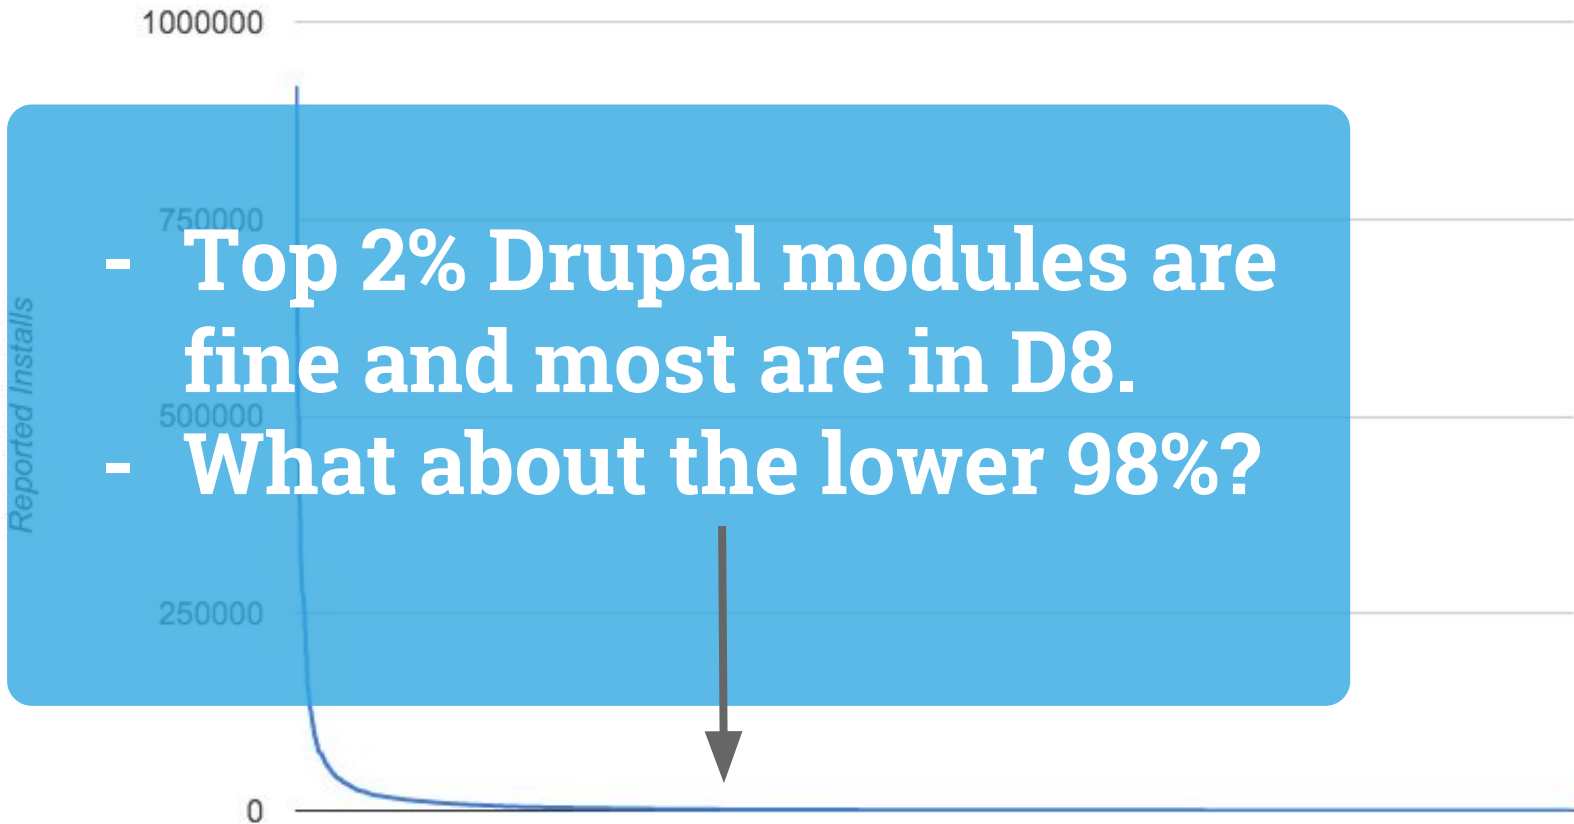 1000000
750000
- Top 2% Drupal modules are
fine and most are in D8.
Reported Installs
500000
- What about the lower 98%?
250000
0